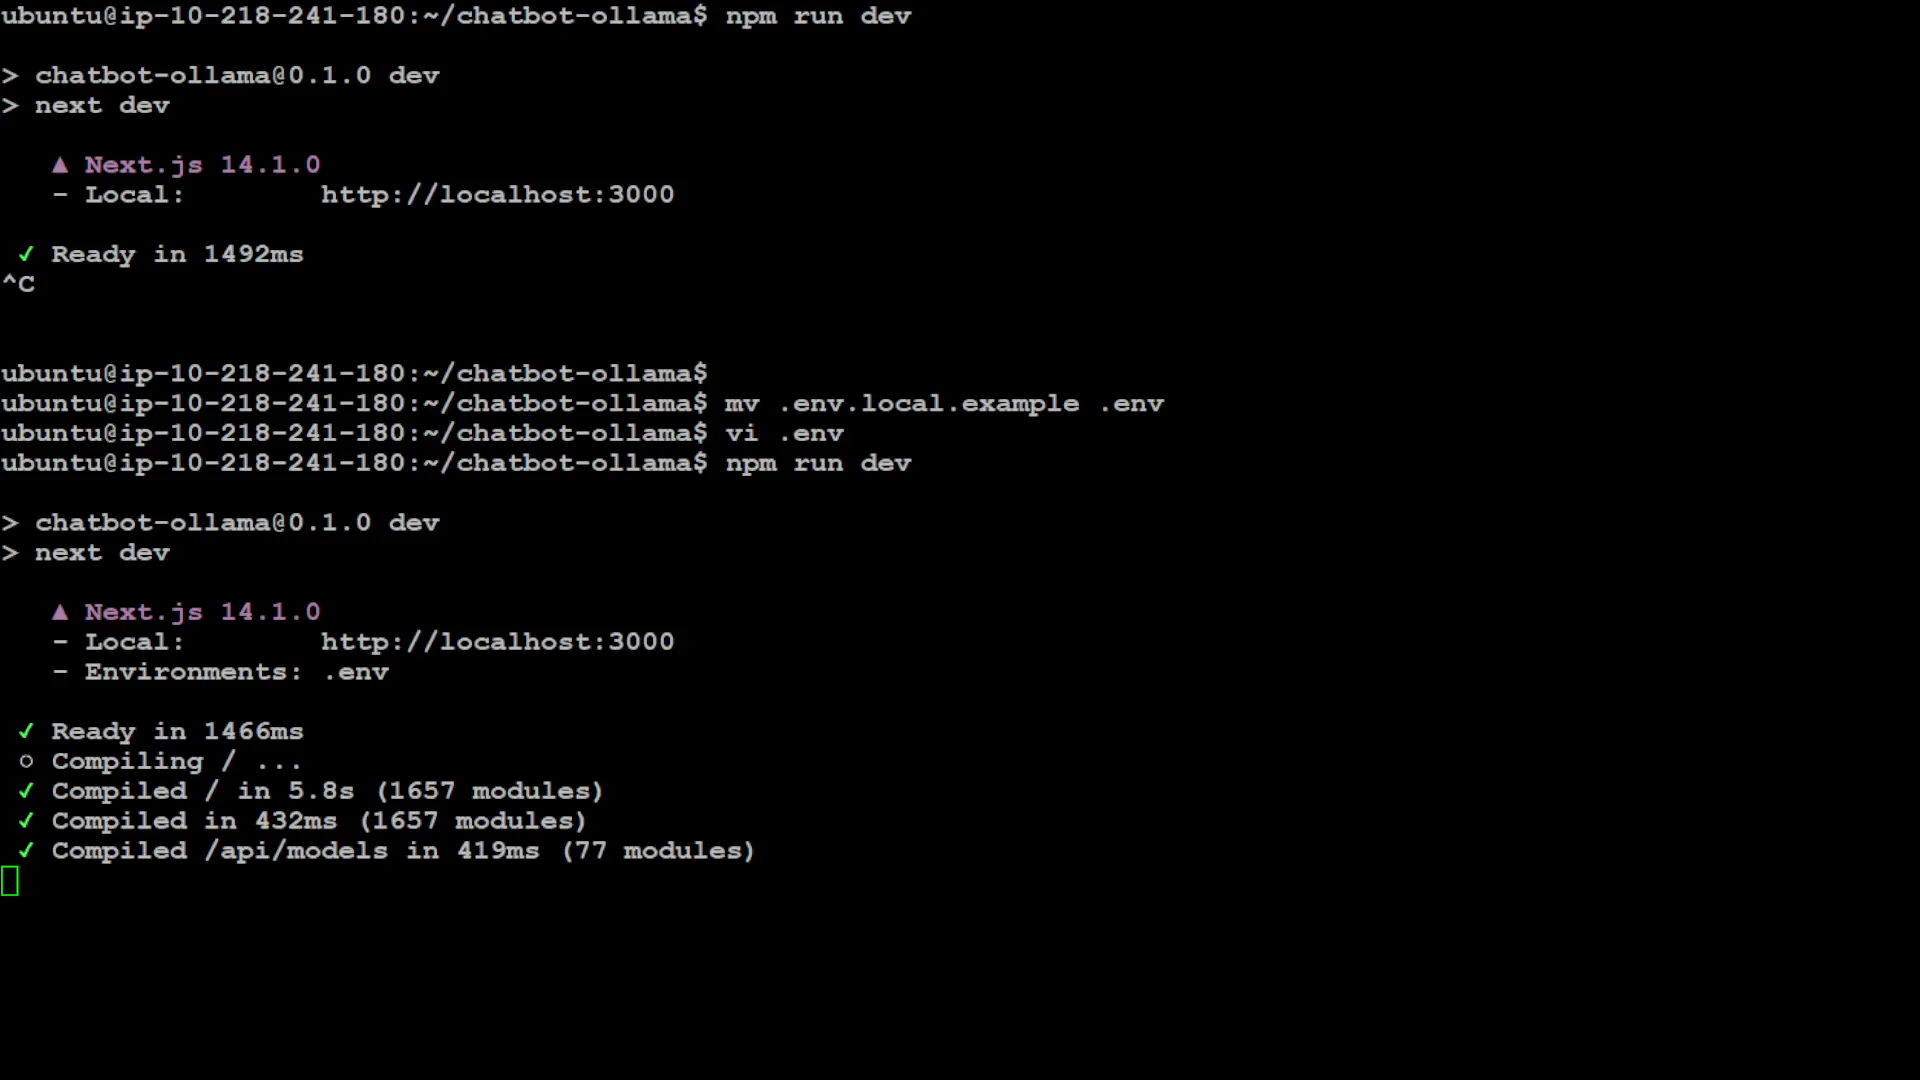 ubuntu@ip-10-218-241-180:~/chatbot-ollama$ npm run dev
> chatbot-ollama@0.1.0 dev
> next dev
▲ Next.js 14.1.0
- Local:        http://localhost:3000
✓ Ready in 1492ms
^C
ubuntu@ip-10-218-241-180:~/chatbot-ollama$
ubuntu@ip-10-218-241-180:~/chatbot-ollama$ mv .env.local.example .env
ubuntu@ip-10-218-241-180:~/chatbot-ollama$ vi .env
ubuntu@ip-10-218-241-180:~/chatbot-ollama$ npm run dev
> chatbot-ollama@0.1.0 dev
> next dev
▲ Next.js 14.1.0
- Local:        http://localhost:3000
- Environments: .env
✓ Ready in 1466ms
○ Compiling / ...
✓ Compiled / in 5.8s (1657 modules)
✓ Compiled in 432ms (1657 modules)
✓ Compiled /api/models in 419ms (77 modules)